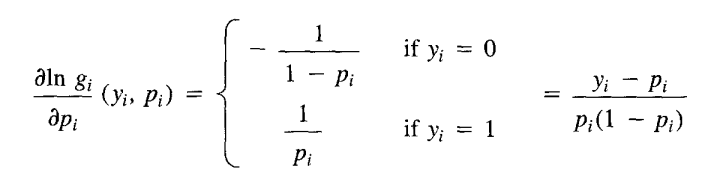 ∂ln gᵢ / ∂pᵢ (yᵢ, pᵢ) = { − 1 / (1 − pᵢ) if yᵢ = 0
1 / pᵢ if yᵢ = 1 } = (yᵢ − pᵢ) / (pᵢ(1 − pᵢ))